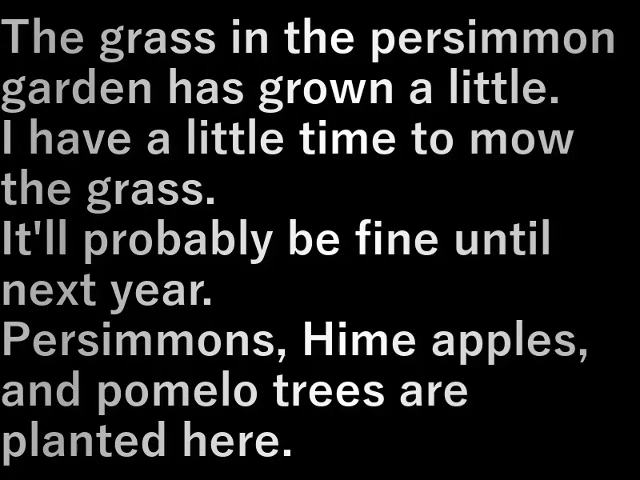 The grass in the persimmon
garden has grown a little.
I have a little time to mow
the grass.
It'll probably be fine until
next year.
Persimmons, Hime apples,
and pomelo trees are
planted here.